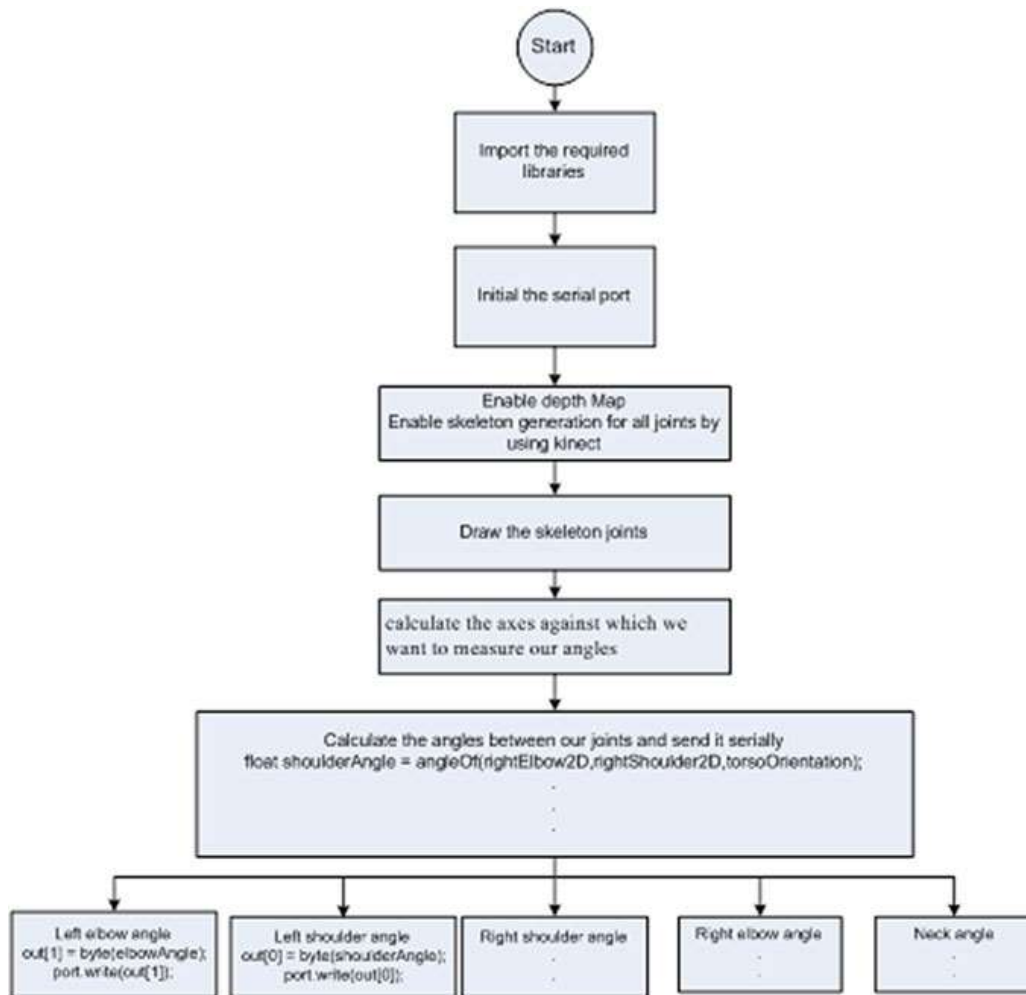 Start
Import the required
libraries
Initial the serial port
Enable depth Map
Enable skeleton generation for all joints by
using kinect
Draw the skeleton joints
calculate the axes against which we
want to measure our angles
Calculate the angles between our joints and send it serially
float shoulderAngle = angleOf(rightElbow2D,rightShoulder2D,torsoOrientation);
.
.
.
Left elbow angle
out[1] = byte(elbowAngle);
port.write(out[1]);
Left shoulder angle
out[0] = byte(shoulderAngle);
port.write(out[0]);
Right shoulder angle
.
.
.
Right elbow angle
.
.
.
Neck angle
.
.
.